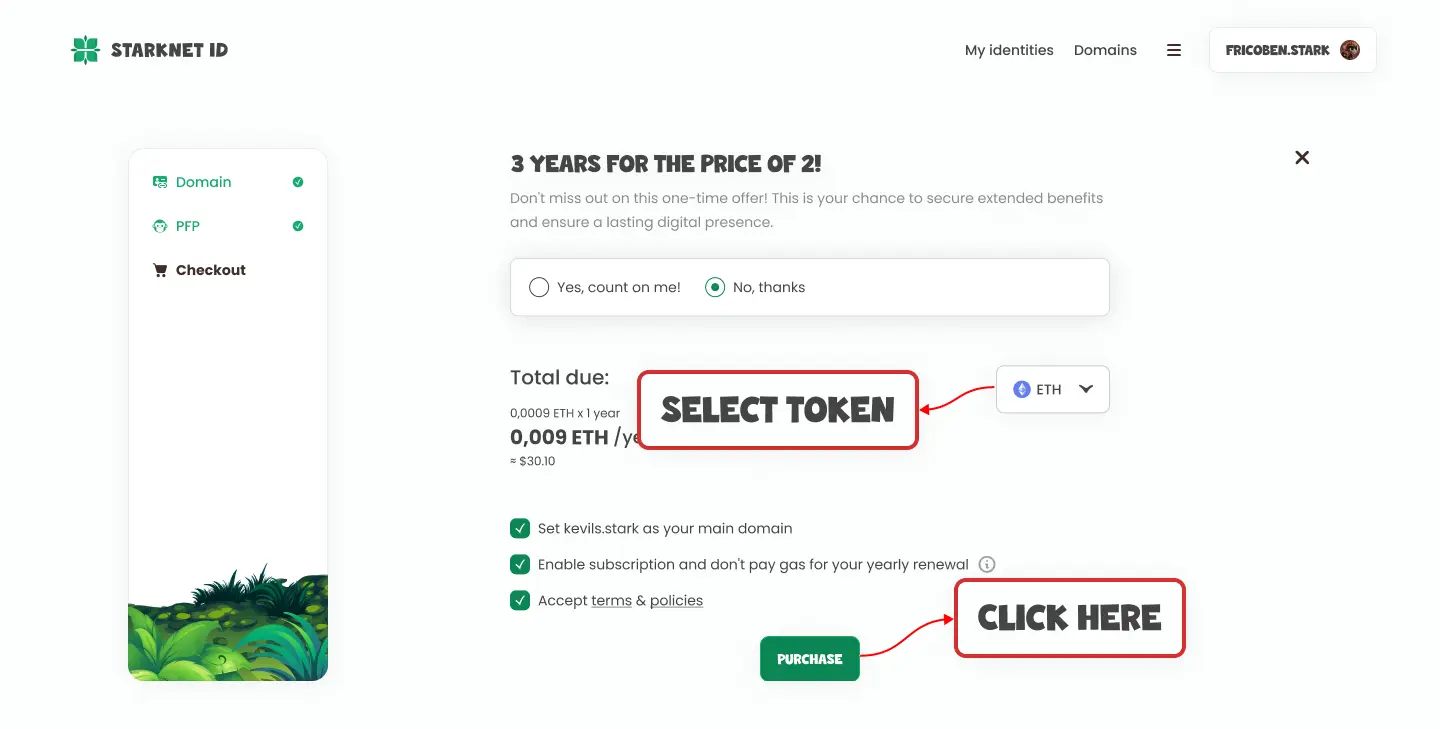 STARKNET ID
My identities
Domains
FRICOBEN.STARK
Domain
PFP
Checkout
3 YEARS FOR THE PRICE OF 2!
Don't miss out on this one-time offer! This is your chance to secure extended benefits
and ensure a lasting digital presence.
Yes, count on me!
No, thanks
Total due:
0,0009 ETH x 1 year
0,009 ETH /ye
≈ $30.10
SELECT TOKEN
ETH
Set kevils.stark as your main domain
Enable subscription and don't pay gas for your yearly renewal
Accept terms & policies
CLICK HERE
PURCHASE